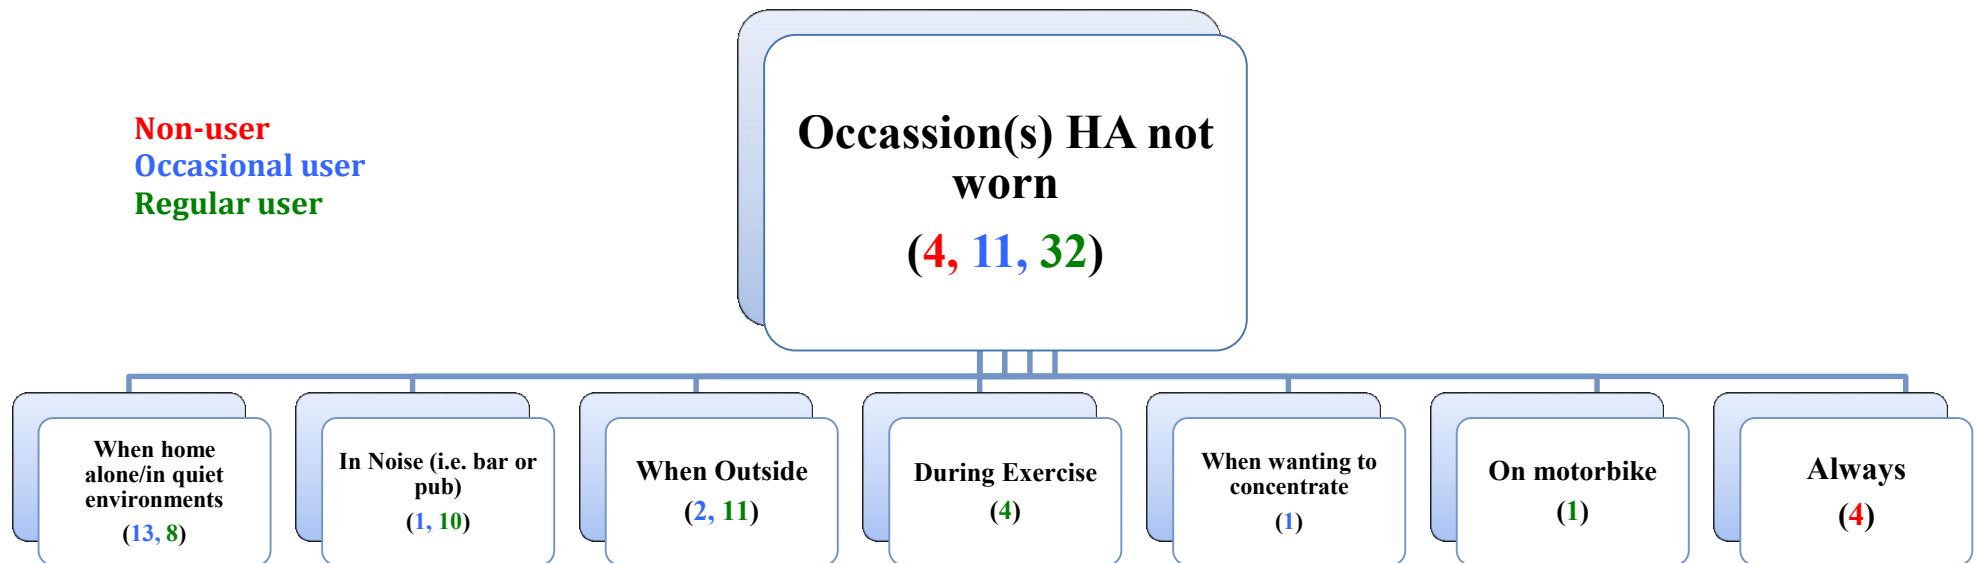 Non-user
Occasional user
Regular user
Occassion(s) HA not
worn
(4, 11, 32)
When home
alone/in quiet
environments
(13, 8)
In Noise (i.e. bar or
pub)
(1, 10)
When Outside
(2, 11)
During Exercise
(4)
When wanting to
concentrate
(1)
On motorbike
(1)
Always
(4)